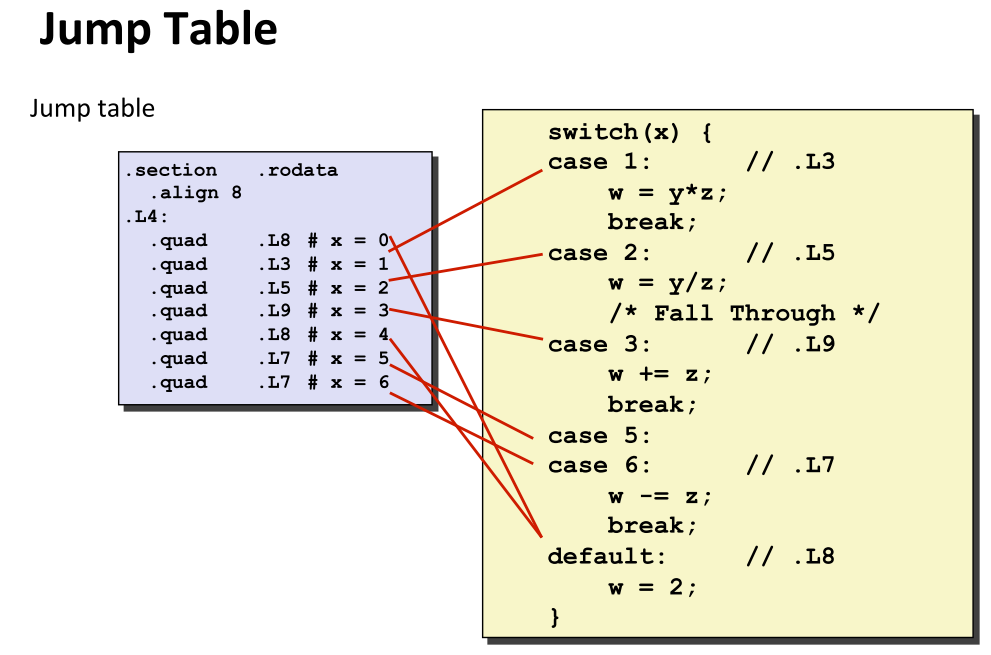 Jump Table
Jump table
.section .rodata
.align 8
.L4:
.quad .L8 # x = 0
.quad .L3 # x = 1
.quad .L5 # x = 2
.quad .L9 # x = 3
.quad .L8 # x = 4
.quad .L7 # x = 5
.quad .L7 # x = 6
switch(x) {
case 1: // .L3
w = y*z;
break;
case 2: // .L5
w = y/z;
/* Fall Through */
case 3: // .L9
w += z;
break;
case 5:
case 6: // .L7
w -= z;
break;
default: // .L8
w = 2;
}